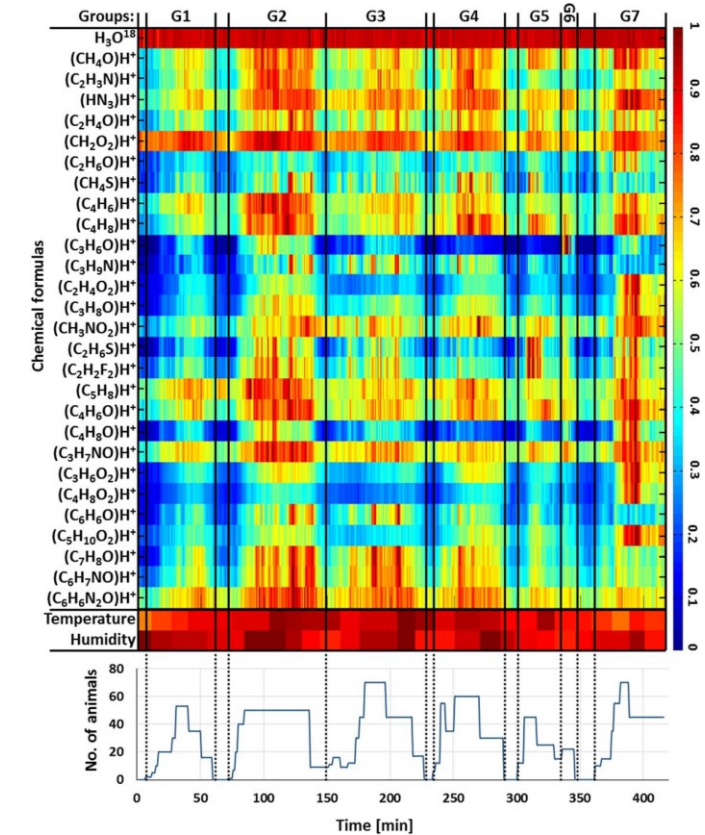 Groups: G1 G2 G3 G4 G5 G6 G7
H₃O¹⁸
(CH₄O)H⁺
(C₂H₃N)H⁺
(HN₃)H⁺
(C₂H₄O)H⁺
(CH₂O₂)H⁺
(C₂H₆O)H⁺
(CH₄S)H⁺
(C₄H₆)H⁺
(C₄H₈)H⁺
(C₃H₆O)H⁺
(C₃H₉N)H⁺
(C₂H₄O₂)H⁺
(C₃H₈O)H⁺
(CH₃NO₂)H⁺
(C₂H₆S)H⁺
(C₂H₂F₂)H⁺
(C₅H₈)H⁺
(C₄H₆O)H⁺
(C₄H₈O)H⁺
(C₃H₇NO)H⁺
(C₃H₆O₂)H⁺
(C₄H₈O₂)H⁺
(C₆H₆O)H⁺
(C₅H₁₀O₂)H⁺
(C₇H₈O)H⁺
(C₆H₇NO)H⁺
(C₆H₆N₂O)H⁺
Temperature
Humidity
Chemical formulas
1
0.9
0.8
0.7
0.6
0.5
0.4
0.3
0.2
0.1
0
No. of animals
80
60
40
20
0
0 50 100 150 200 250 300 350 400
Time [min]